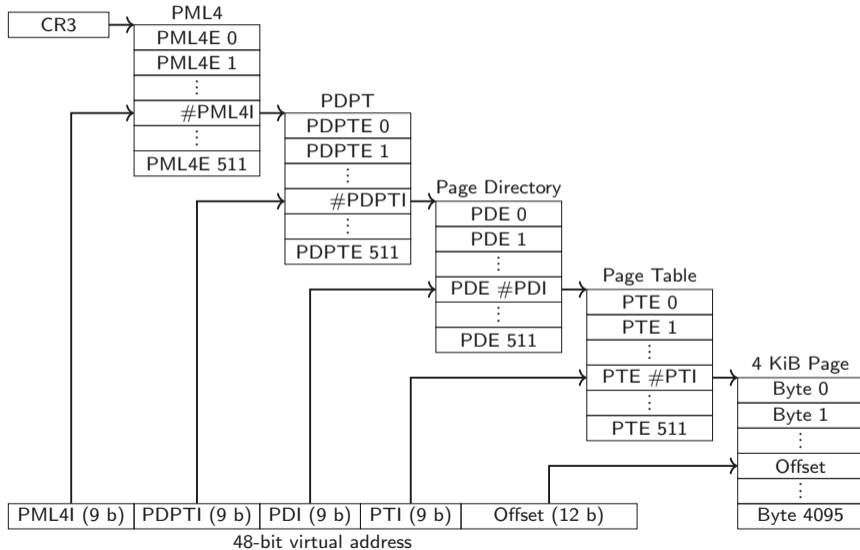 PML4
CR3
PML4E 0
PML4E 1
⋮
#PML4I
⋮
PML4E 511
PDPT
PDPTE 0
PDPTE 1
⋮
#PDPTI
⋮
PDPTE 511
Page Directory
PDE 0
PDE 1
⋮
PDE #PDI
⋮
PDE 511
Page Table
PTE 0
PTE 1
⋮
PTE #PTI
⋮
PTE 511
4 KiB Page
Byte 0
Byte 1
⋮
Offset
⋮
Byte 4095
PML4I (9 b) PDPTI (9 b) PDI (9 b) PTI (9 b) Offset (12 b)
48-bit virtual address